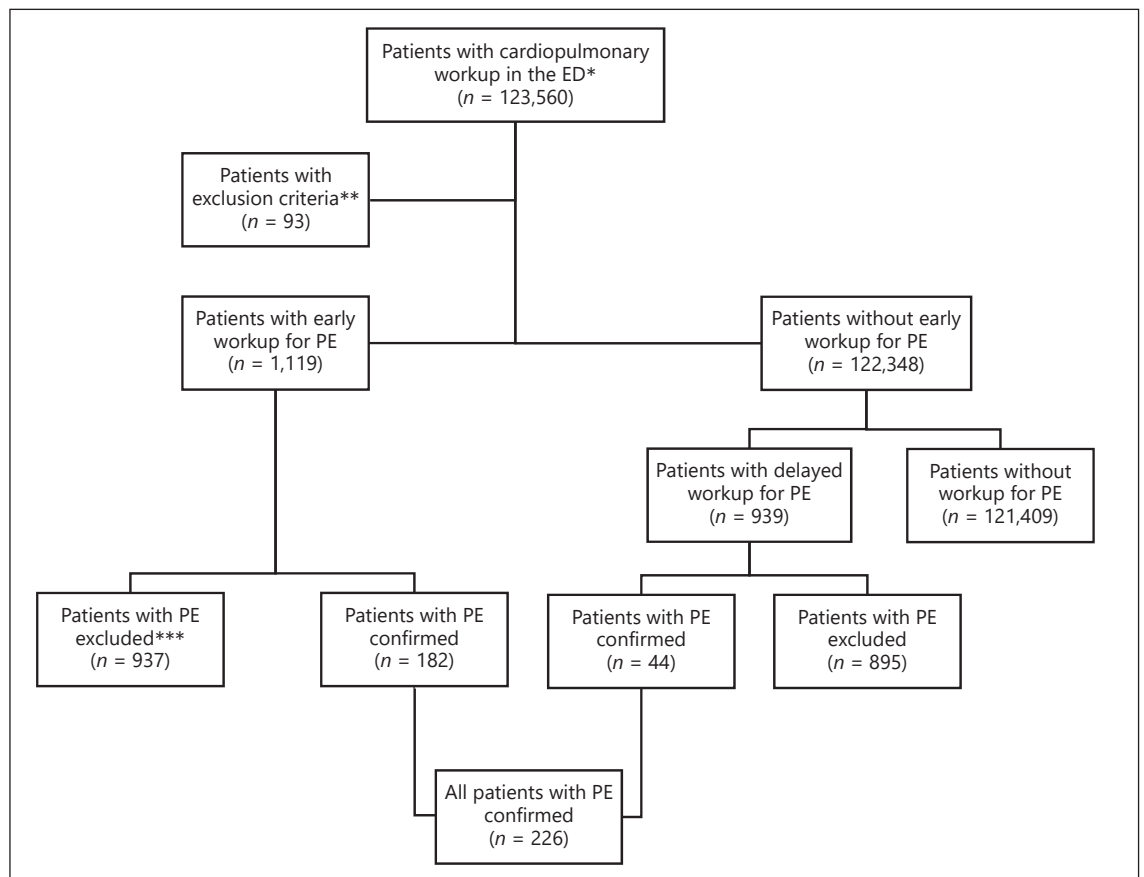 Patients with cardiopulmonary
workup in the ED*
(n = 123,560)
Patients with
exclusion criteria**
(n = 93)
Patients with early
workup for PE
(n = 1,119)
Patients without early
workup for PE
(n = 122,348)
Patients with delayed
workup for PE
(n = 939)
Patients without
workup for PE
(n = 121,409)
Patients with PE
excluded***
(n = 937)
Patients with PE
confirmed
(n = 182)
Patients with PE
confirmed
(n = 44)
Patients with PE
excluded
(n = 895)
All patients with PE
confirmed
(n = 226)